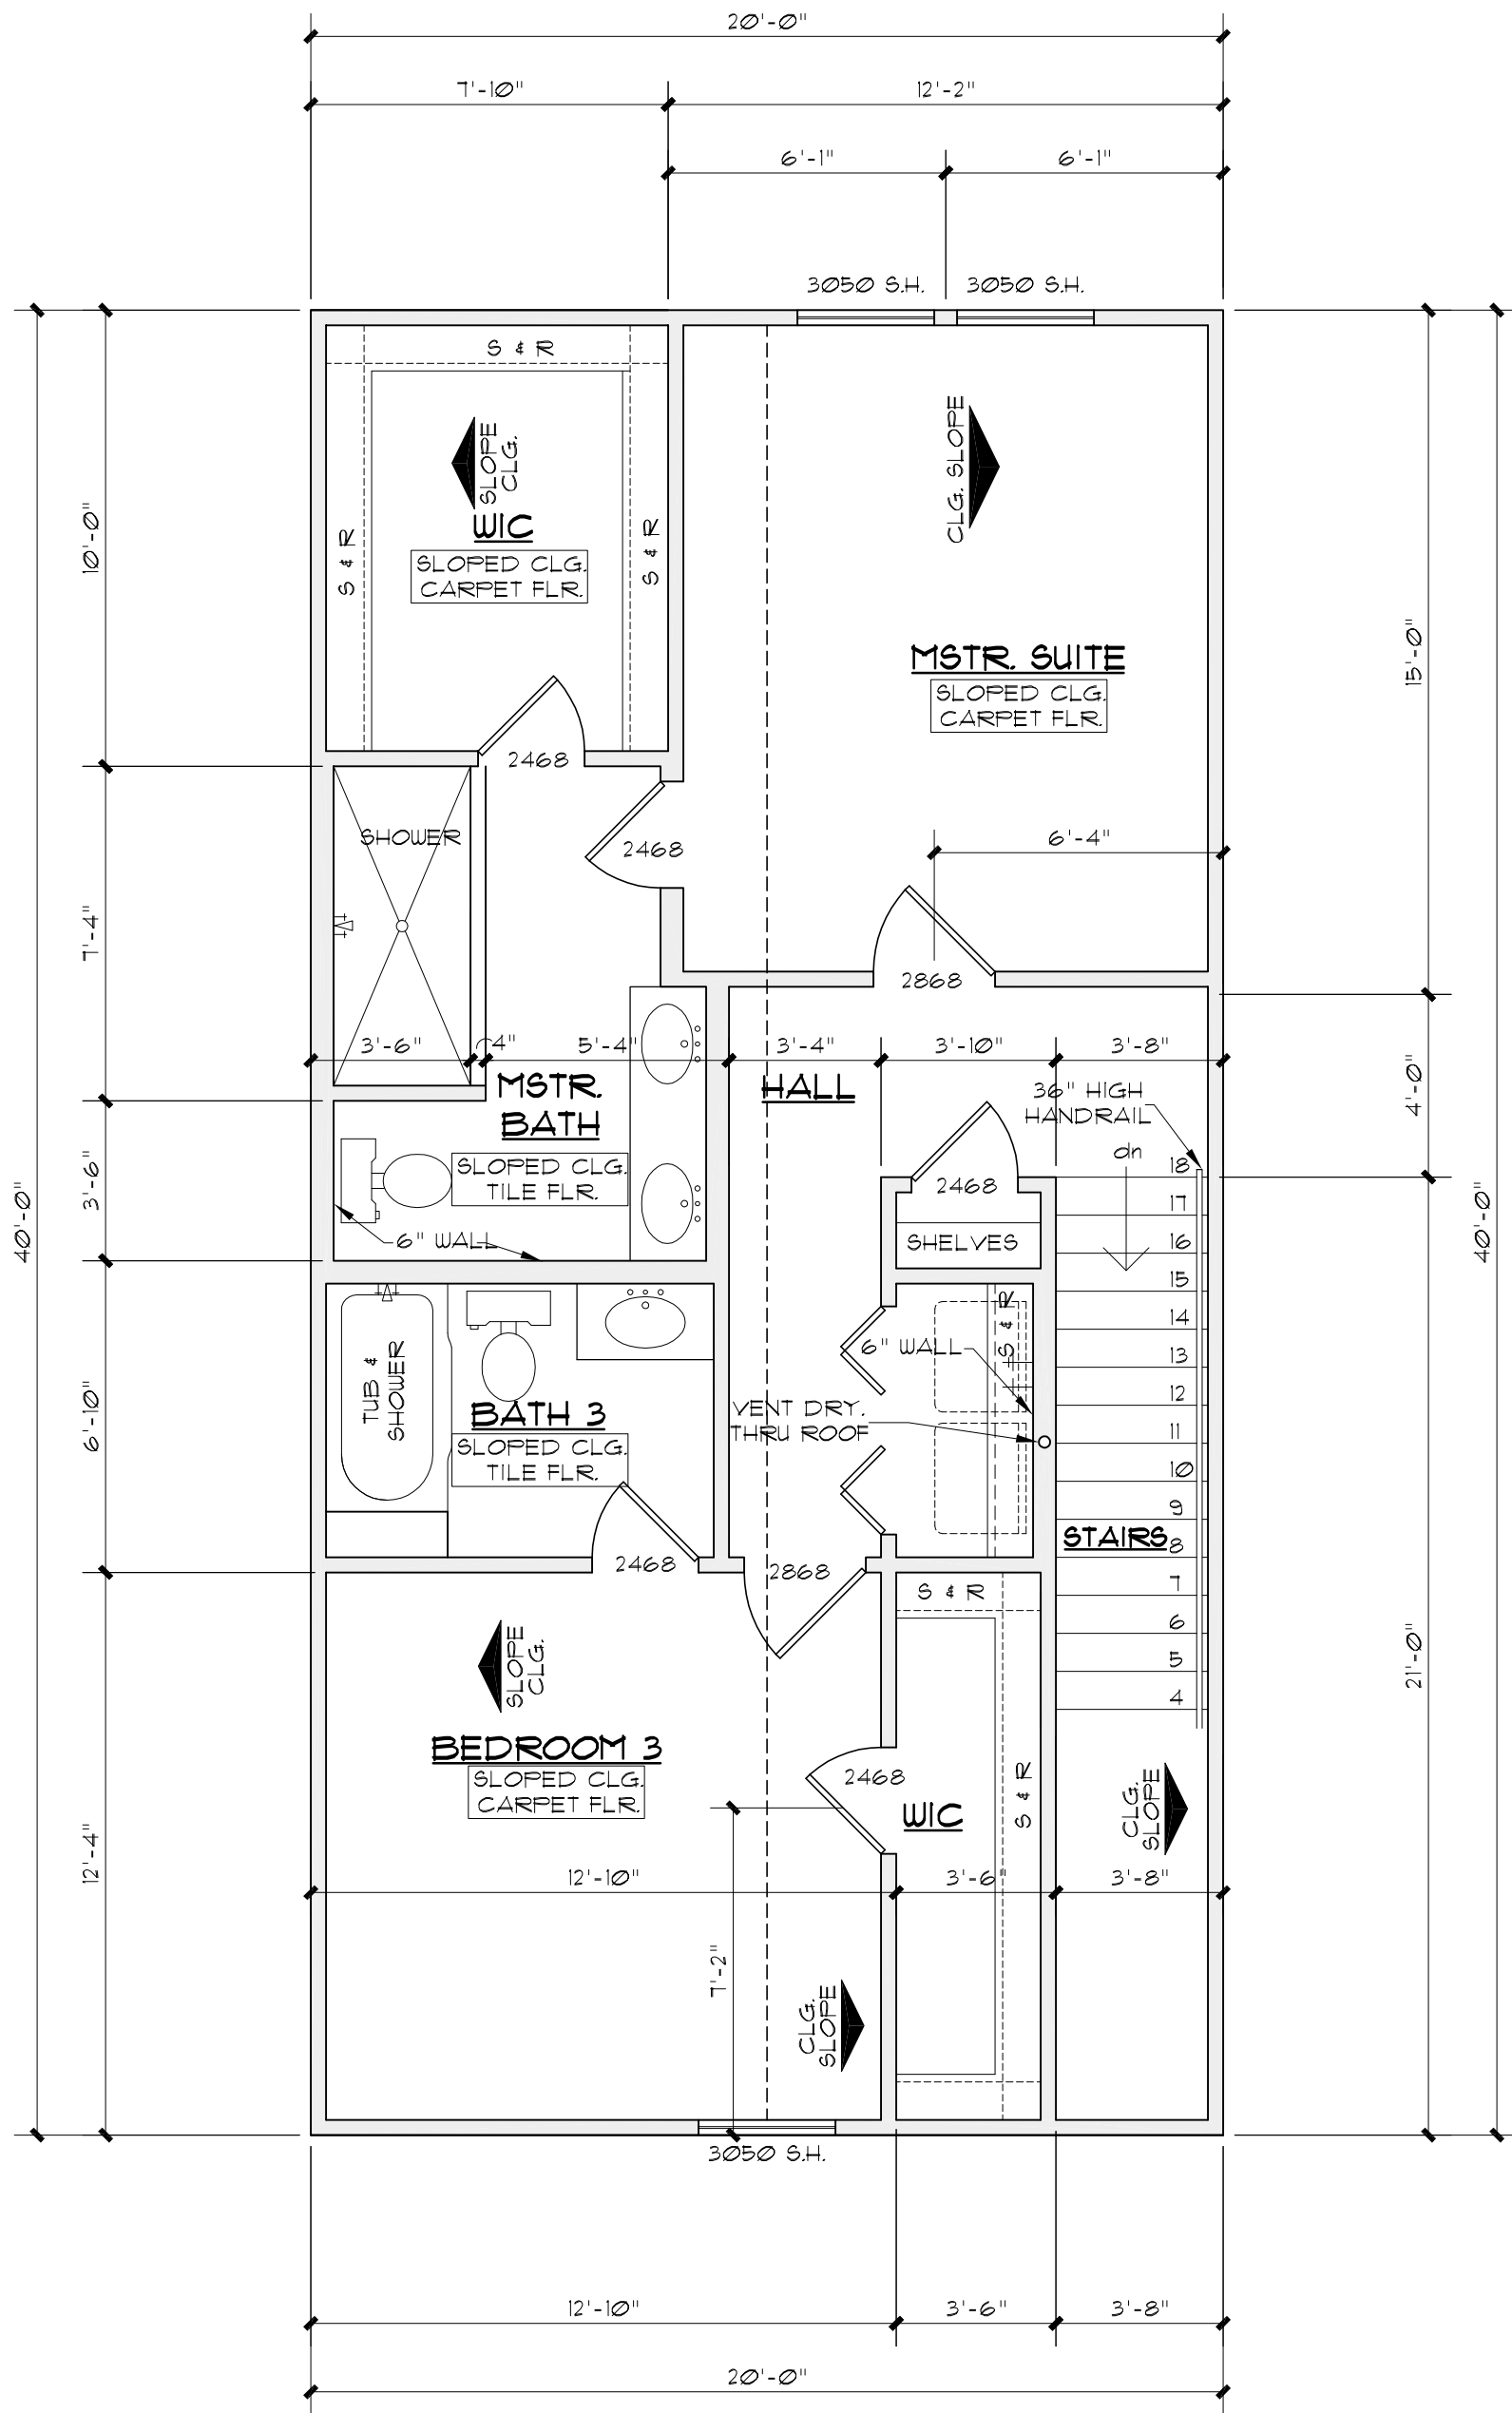 20'-0"
7'-10"
12'-2"
6'-1"
6'-1"
3050 S.H.
3050 S.H.
S & R
SLOPE
CLG.
CLG. SLOPE
10'-0"
S & R
WIC
S & R
SLOPED CLG.
CARPET FLR.
15'-0"
MSTR. SUITE
SLOPED CLG.
CARPET FLR.
2468
SHOWER
2468
6'-4"
7'-4"
2868
3'-6"
4"
5'-4"
3'-4"
3'-10"
3'-8"
MSTR.
BATH
HALL
36" HIGH
HANDRAIL
4'-0"
dn
3'-6"
SLOPED CLG.
TILE FLR.
2468
18
17
16
15
14
13
12
11
10
9
8
7
6
5
4
40'-0"
40'-0"
6" WALL
SHELVES
S & R
6" WALL
TUB &
SHOWER
VENT DRY.
THRU ROOF
6'-10"
BATH 3
SLOPED CLG.
TILE FLR.
STAIRS
2468
2868
S & R
21'-0"
SLOPE
CLG.
BEDROOM 3
SLOPED CLG.
CARPET FLR.
2468
WIC
S & R
CLG.
SLOPE
12'-4"
12'-10"
3'-6"
3'-8"
7'-2"
CLG.
SLOPE
3050 S.H.
12'-10"
3'-6"
3'-8"
20'-0"